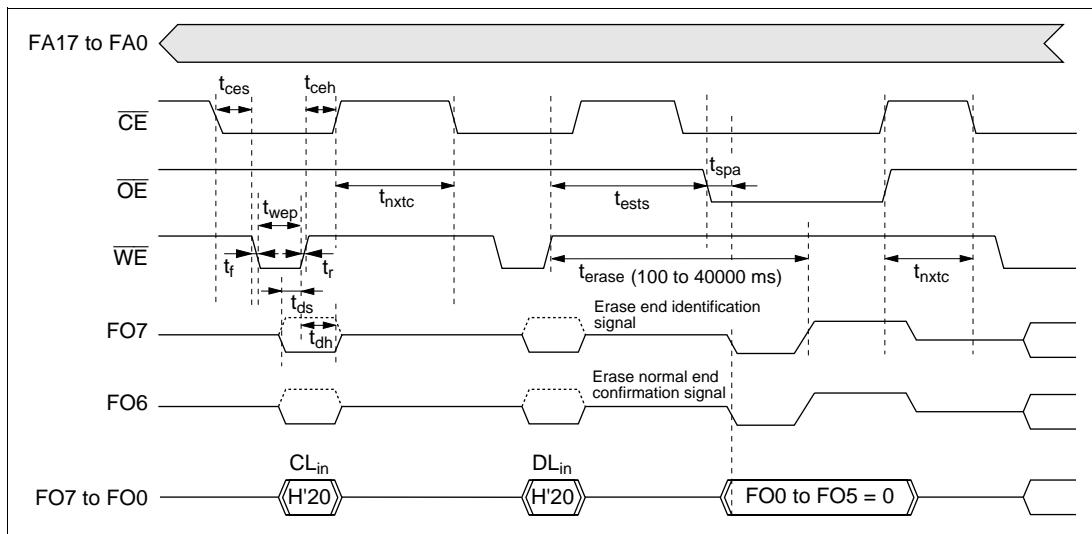 FA17 to FA0
tces
tceh
CE
tspa
OE
tnxtc
tests
twep
WE
tf
tr
terase (100 to 40000 ms)
tnxtc
tds
Erase end identification
signal
FO7
tdh
Erase normal end
confirmation signal
FO6
CLin
DLin
FO7 to FO0
H'20
H'20
FO0 to FO5 = 0